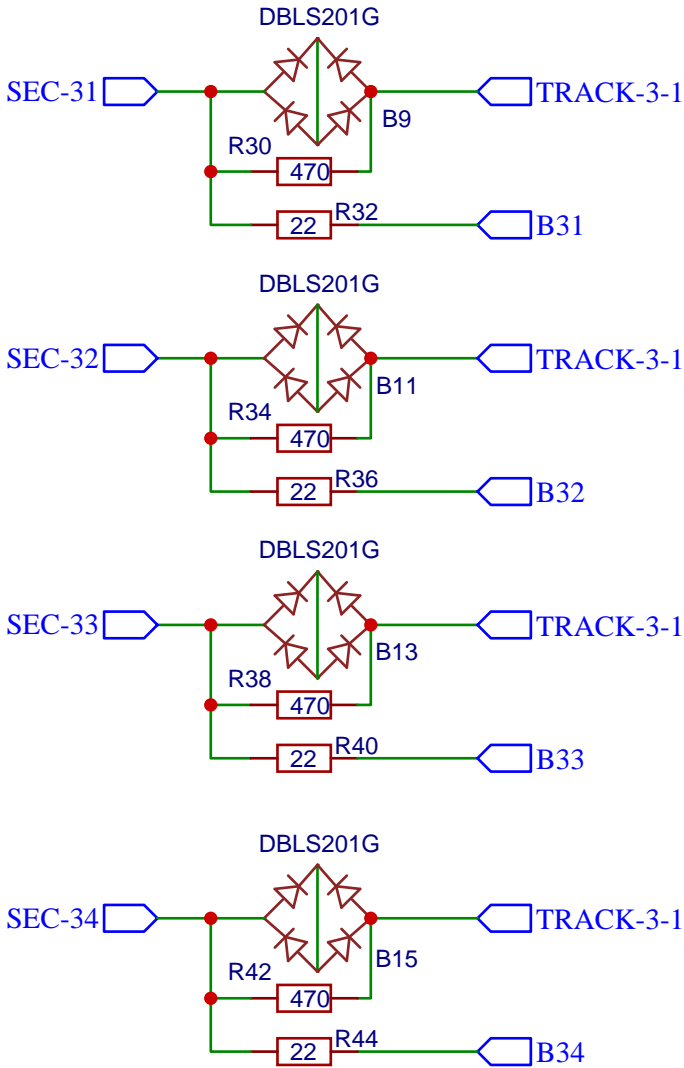 DBLS201G
SEC-31
TRACK-3-1
B9
R30
470
R32
22
B31
DBLS201G
SEC-32
TRACK-3-1
B11
R34
470
R36
22
B32
DBLS201G
SEC-33
TRACK-3-1
B13
R38
470
R40
22
B33
DBLS201G
SEC-34
TRACK-3-1
B15
R42
470
R44
22
B34